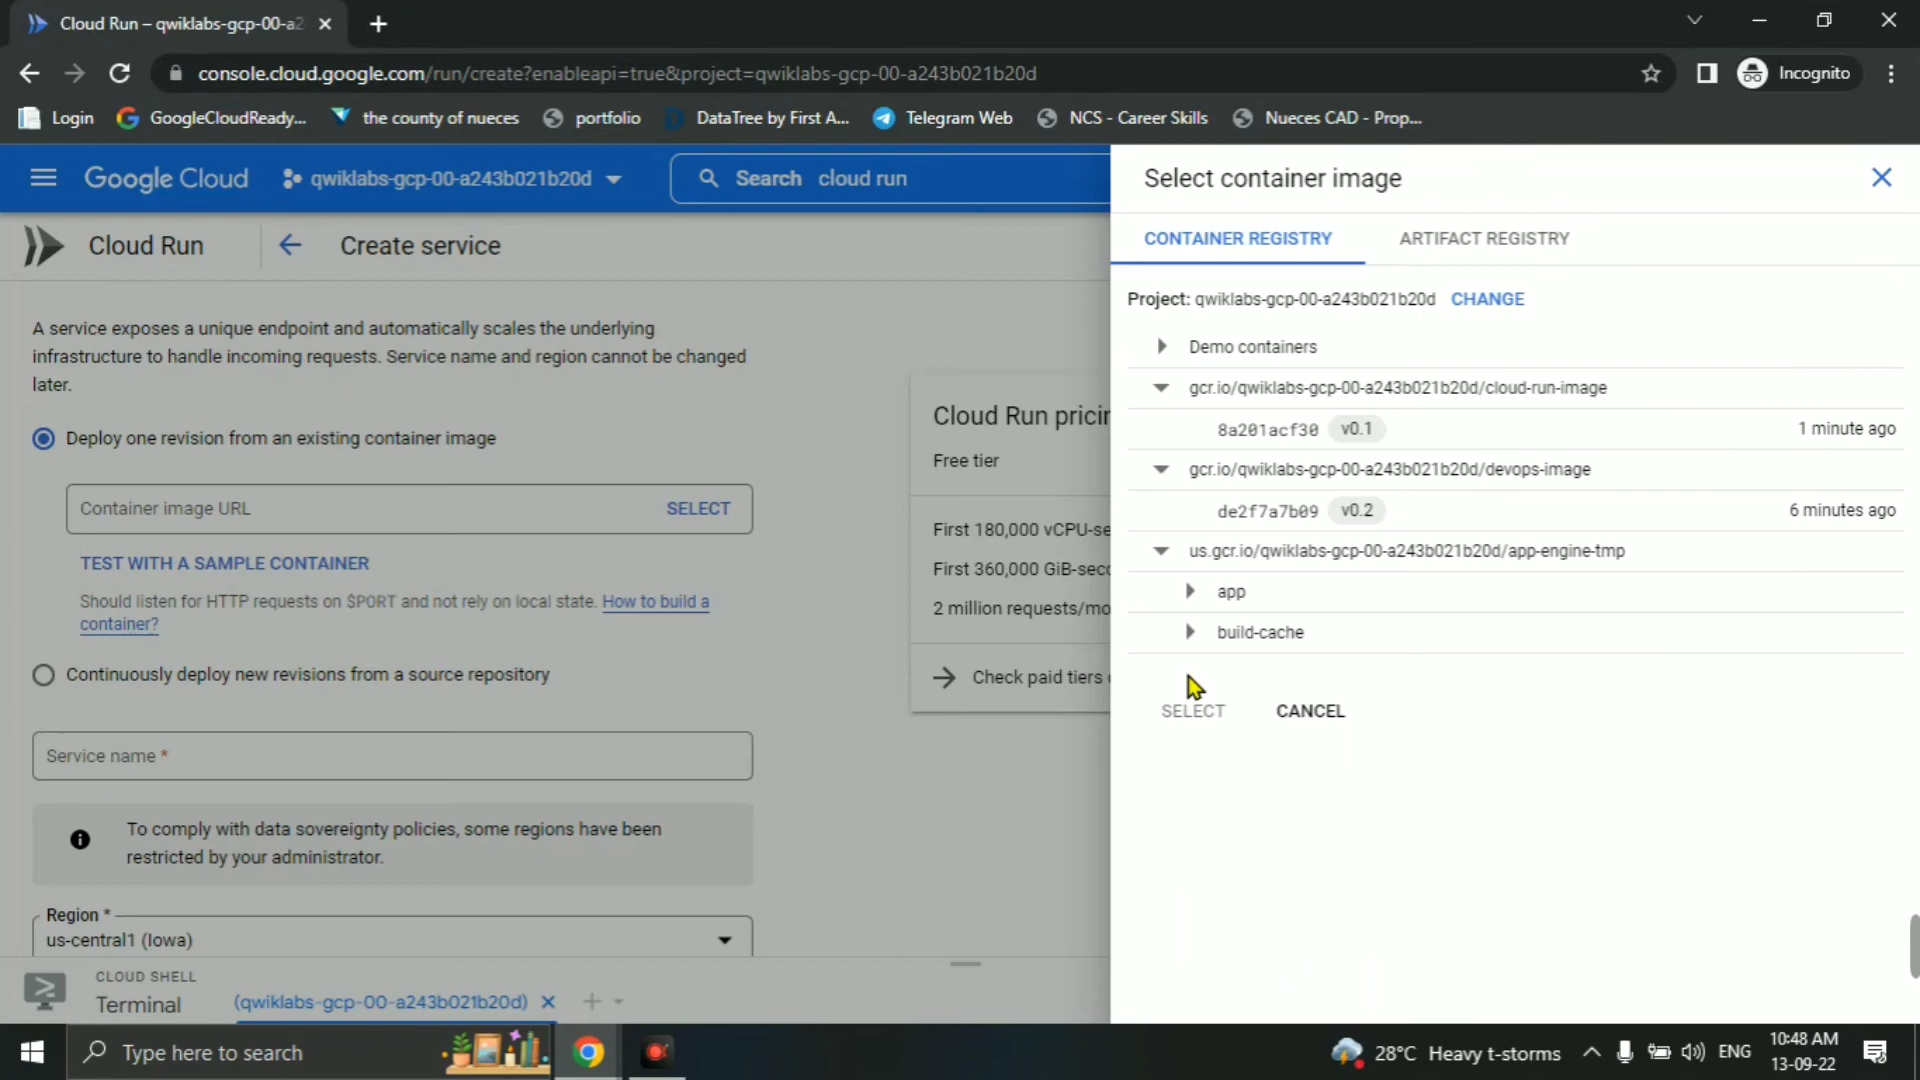 Cloud Run – qwiklabs-gcp-00-a2
console.cloud.google.com/run/create?enableapi=true&project=qwiklabs-gcp-00-a243b021b20d
Incognito
Login
GoogleCloudReady...
the county of nueces
portfolio
DataTree by First A...
Telegram Web
NCS - Career Skills
Nueces CAD - Prop...
Google Cloud
qwiklabs-gcp-00-a243b021b20d
Search cloud run
Cloud Run
Create service
A service exposes a unique endpoint and automatically scales the underlying
infrastructure to handle incoming requests. Service name and region cannot be changed
later.
Deploy one revision from an existing container image
Container image URL
SELECT
TEST WITH A SAMPLE CONTAINER
Should listen for HTTP requests on $PORT and not rely on local state. How to build a
container?
Continuously deploy new revisions from a source repository
Service name *
To comply with data sovereignty policies, some regions have been
restricted by your administrator.
Region *
us-central1 (Iowa)
Cloud Run pricin
Free tier
First 180,000 vCPU-se
First 360,000 GiB-seco
2 million requests/mo
Check paid tiers
Select container image
CONTAINER REGISTRY
ARTIFACT REGISTRY
Project: qwiklabs-gcp-00-a243b021b20d CHANGE
Demo containers
gcr.io/qwiklabs-gcp-00-a243b021b20d/cloud-run-image
8a201acf30 v0.1 1 minute ago
gcr.io/qwiklabs-gcp-00-a243b021b20d/devops-image
de2f7a7b09 v0.2 6 minutes ago
us.gcr.io/qwiklabs-gcp-00-a243b021b20d/app-engine-tmp
app
build-cache
SELECT
CANCEL
CLOUD SHELL
Terminal
(qwiklabs-gcp-00-a243b021b20d)
Type here to search
28°C Heavy t-storms
ENG
10:48 AM
13-09-22